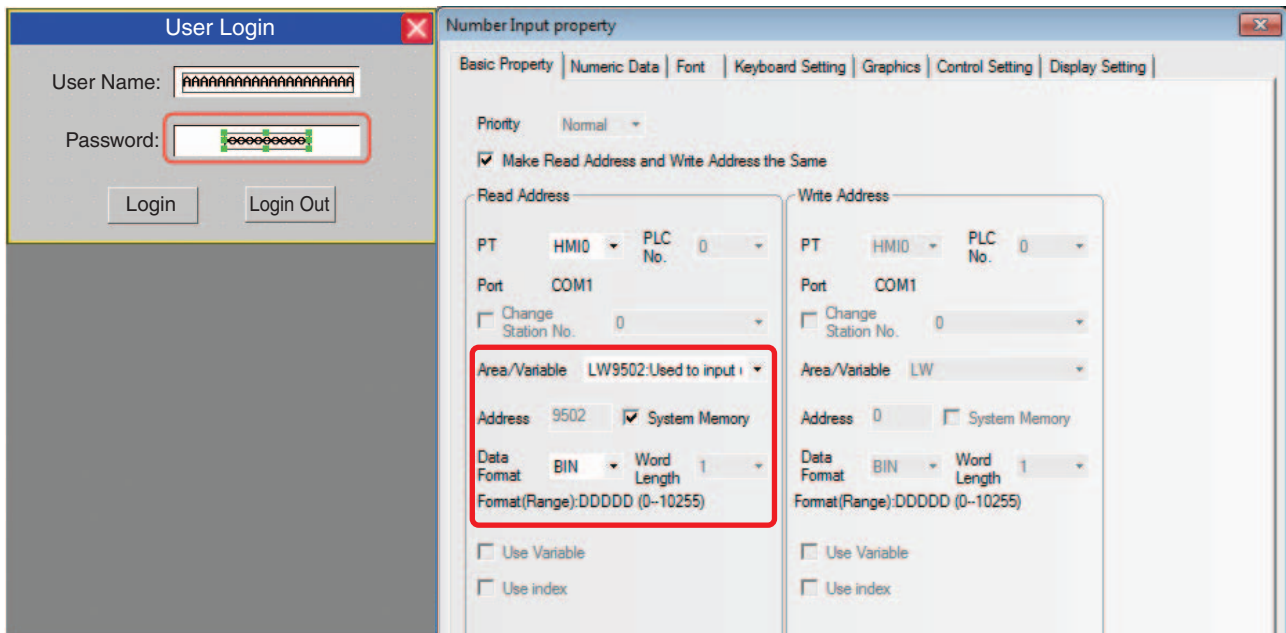 User Login
User Name: AAAAAAAAAAAAAAAAAAAA
Password:
Login Login Out
Number Input property
Basic Property Numeric Data Font Keyboard Setting Graphics Control Setting Display Setting
Priority Normal
Make Read Address and Write Address the Same
Read Address Write Address
PT HMI0 PLC No. 0 PT HMI0 PLC No. 0
Port COM1 Port COM1
Change Station No. 0 Change Station No. 0
Area/Variable LW9502:Used to input Area/Variable LW
Address 9502 System Memory Address 0 System Memory
Data Format BIN Word Length 1 Data Format BIN Word Length 1
Format(Range):DDDDD (0--10255) Format(Range):DDDDD (0--10255)
Use Variable Use Variable
Use index Use index